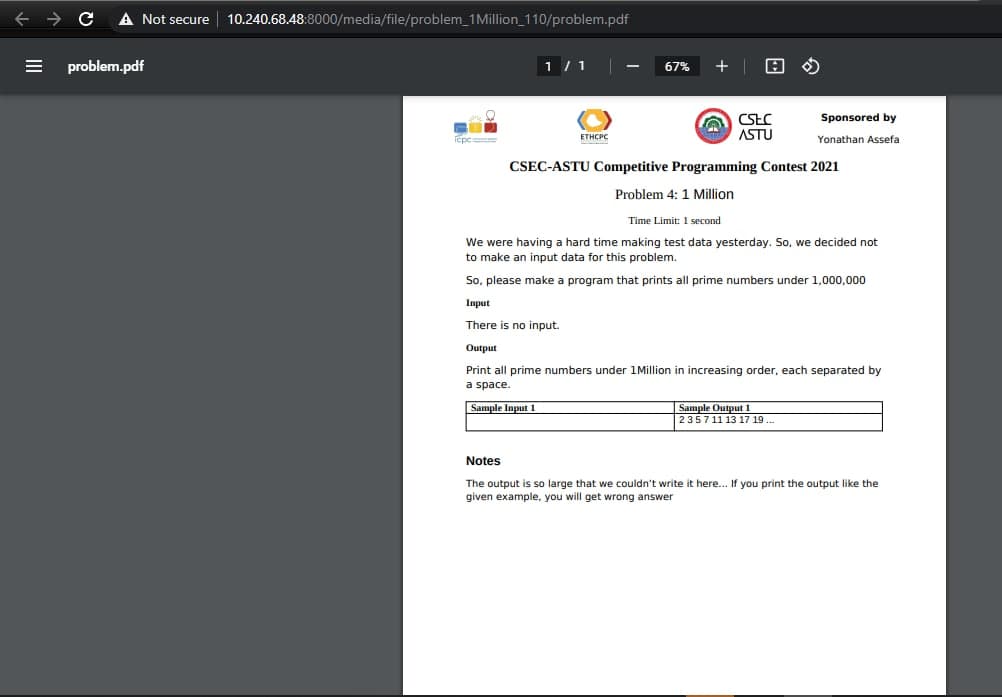 Not secure 10.240.68.48:8000/media/file/problem_1Million_110/problem.pdf
problem.pdf 1 / 1 67%
icpc
ETHCPC
CSEC
ASTU
Sponsored by
Yonathan Assefa
CSEC-ASTU Competitive Programming Contest 2021
Problem 4: 1 Million
Time Limit: 1 second
We were having a hard time making test data yesterday. So, we decided not
to make an input data for this problem.
So, please make a program that prints all prime numbers under 1,000,000
Input
There is no input.
Output
Print all prime numbers under 1Million in increasing order, each separated by
a space.
Sample Input 1 Sample Output 1
2 3 5 7 11 13 17 19 ...
Notes
The output is so large that we couldn't write it here... If you print the output like the
given example, you will get wrong answer